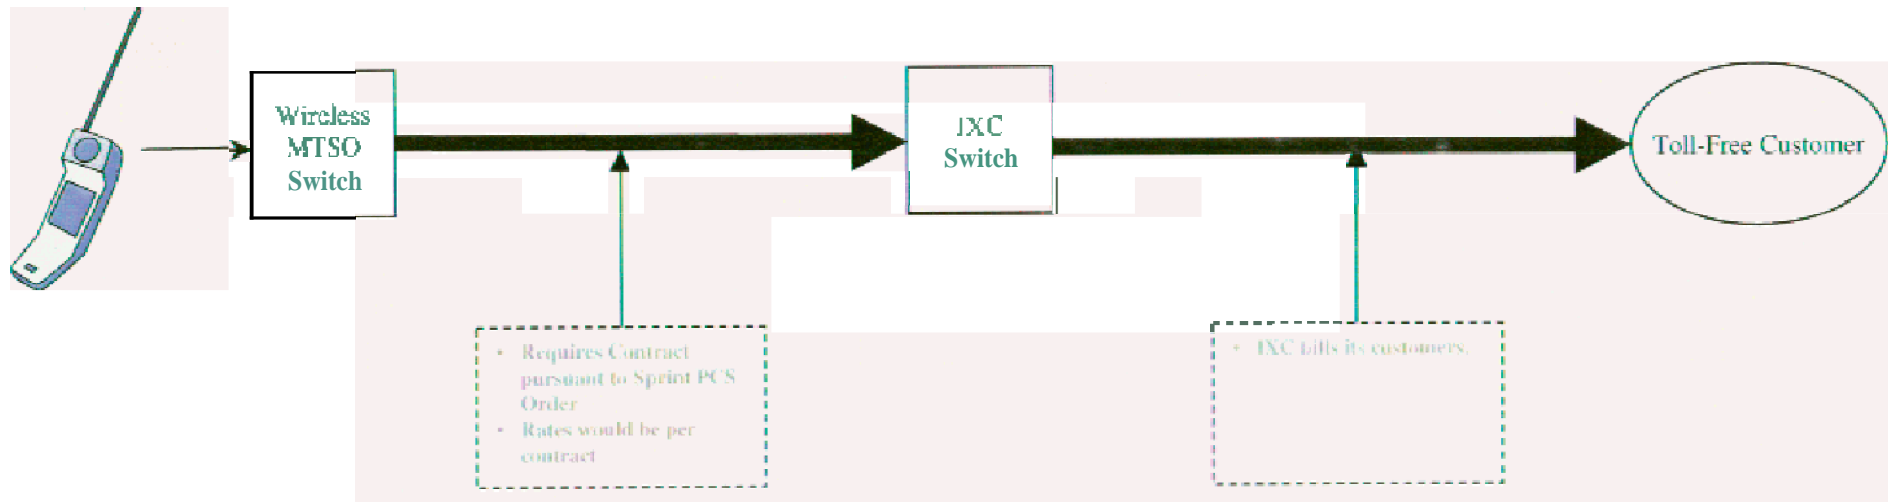 Wireless
MTSO
Switch
IXC
Switch
Toll-Free Customer
• Requires Contract
pursuant to Sprint PCS
Order
• Rates would be per
contract
• IXC bills its customers.